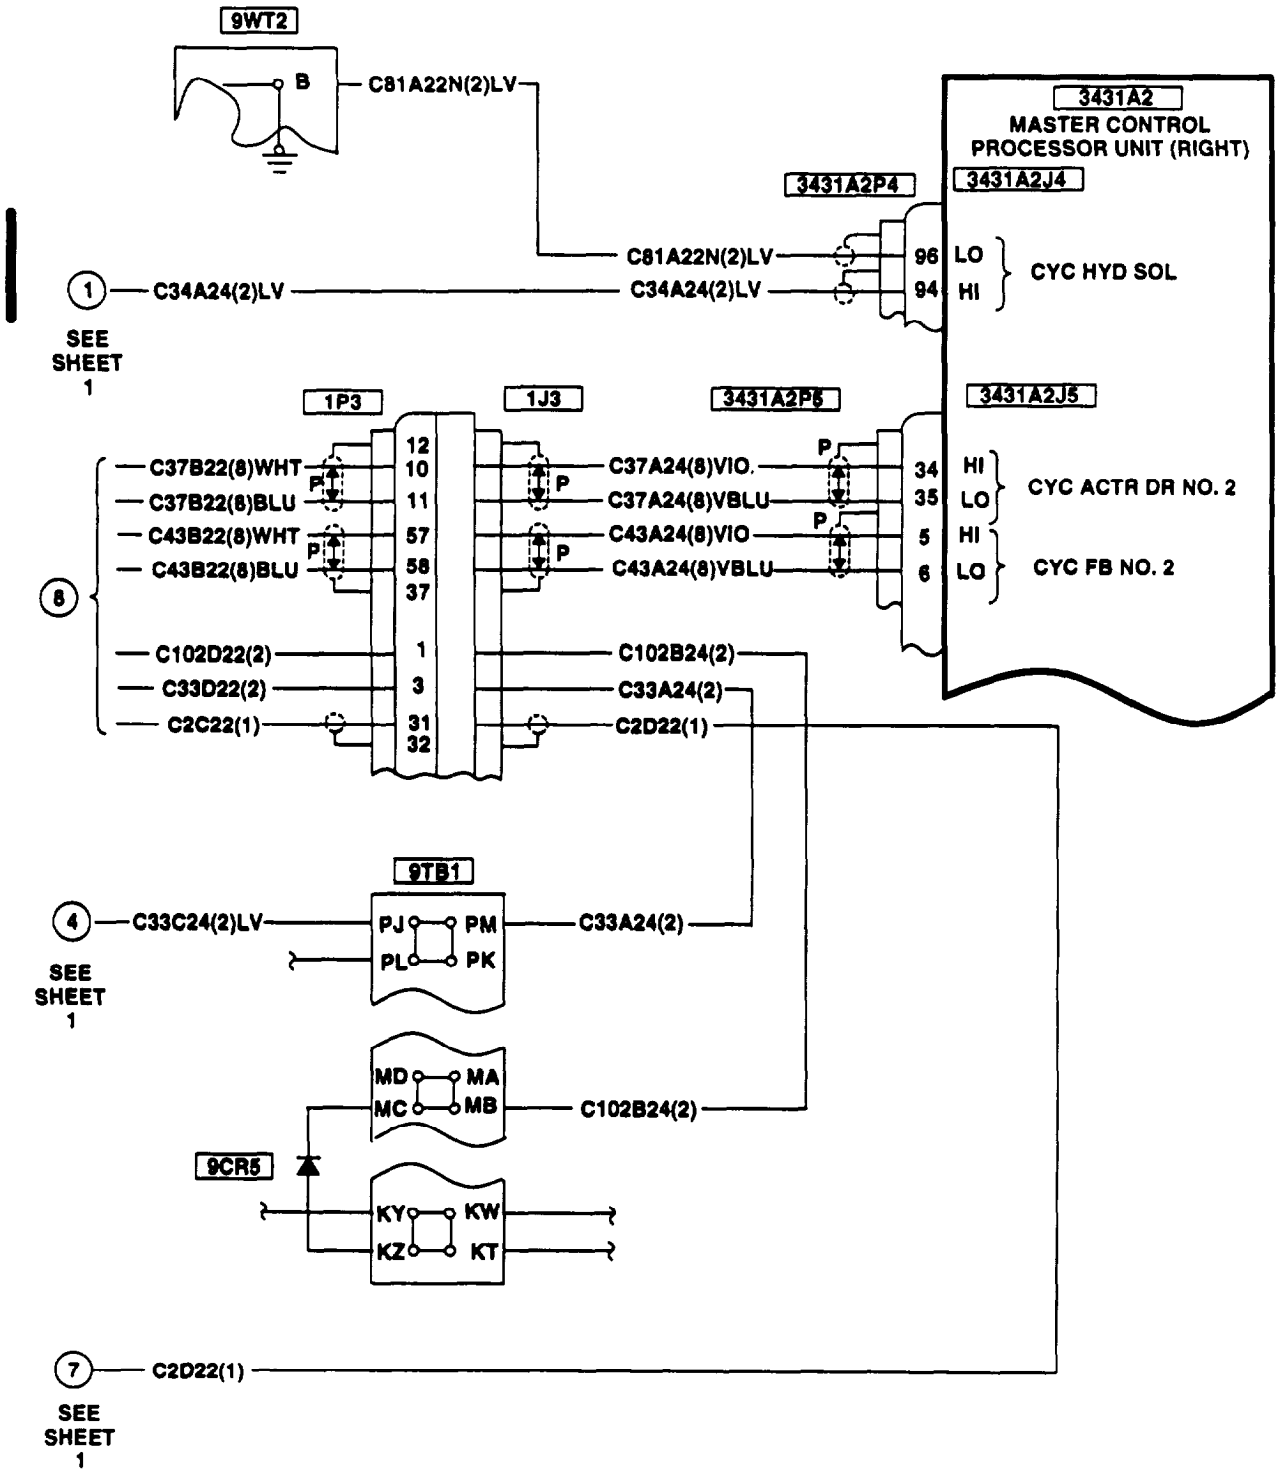 9WT2
B
C81A22N(2)LV
3431A2
MASTER CONTROL
PROCESSOR UNIT (RIGHT)
3431A2P4
3431A2J4
C81A22N(2)LV
96
LO
CYC HYD SOL
1
C34A24(2)LV
C34A24(2)LV
94
HI
SEE
SHEET
1
1P3
1J3
3431A2P5
3431A2J5
12
P
C37B22(8)WHT
10
C37A24(8)VIO.
34
HI
P
P
CYC ACTR DR NO. 2
C37B22(8)BLU
11
C37A24(8)VBLU
35
LO
P
C43B22(8)WHT
57
C43A24(8)VIO
5
HI
P
P
CYC FB NO. 2
C43B22(8)BLU
58
C43A24(8)VBLU
6
LO
37
8
C102D22(2)
1
C102B24(2)
C33D22(2)
3
C33A24(2)
C2C22(1)
31
C2D22(1)
32
9TB1
4
C33C24(2)LV
PJ
PM
C33A24(2)
PL
PK
SEE
SHEET
1
MD
MA
MC
MB
C102B24(2)
9CR5
KY
KW
KZ
KT
7
C2D22(1)
SEE
SHEET
1